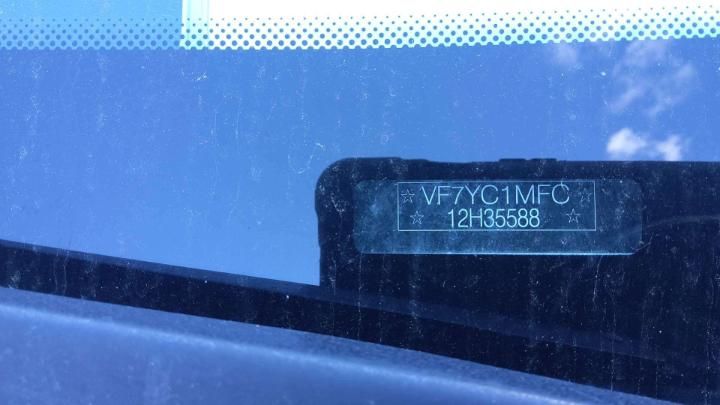 ☆ VF7YC1MFC ☆
☆ 12H35588 ☆